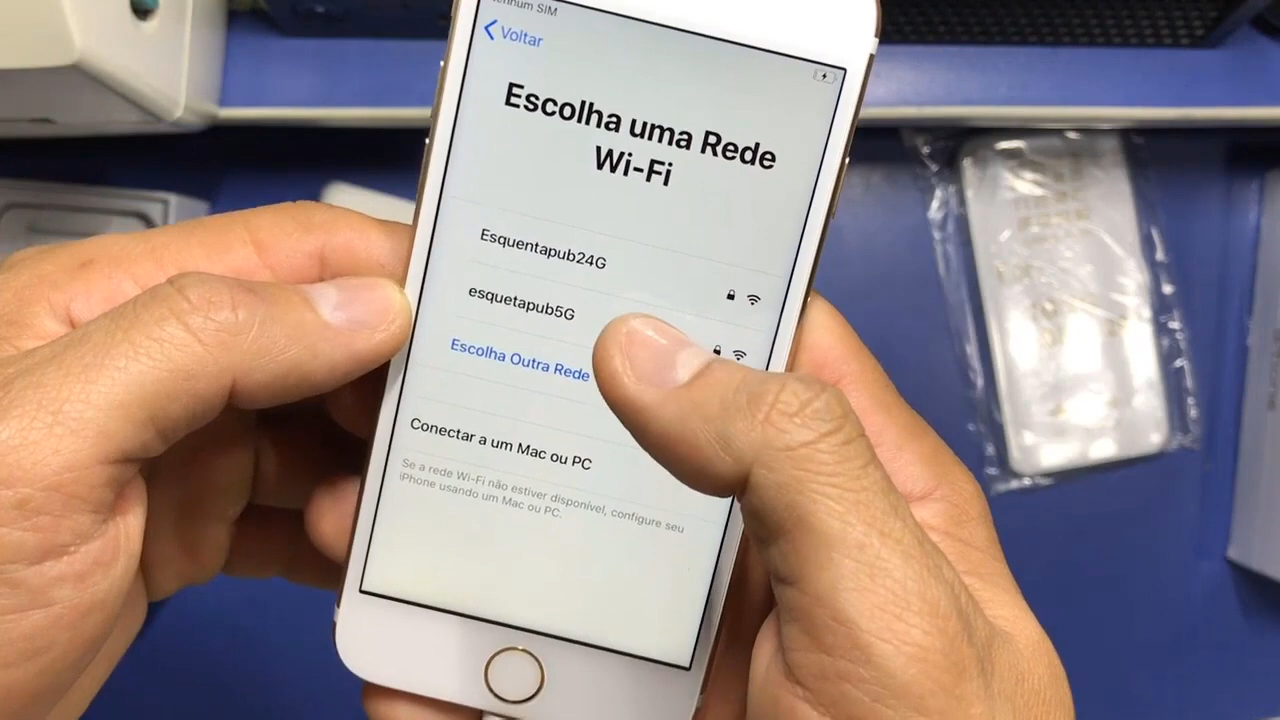 SIM
Voltar
Escolha uma Rede
Wi-Fi
Esquentapub24G
esquetapub5G
Escolha Outra Rede
Conectar a um Mac ou PC
Se a rede Wi-Fi não estiver disponível, configure seu
iPhone usando um Mac ou PC.